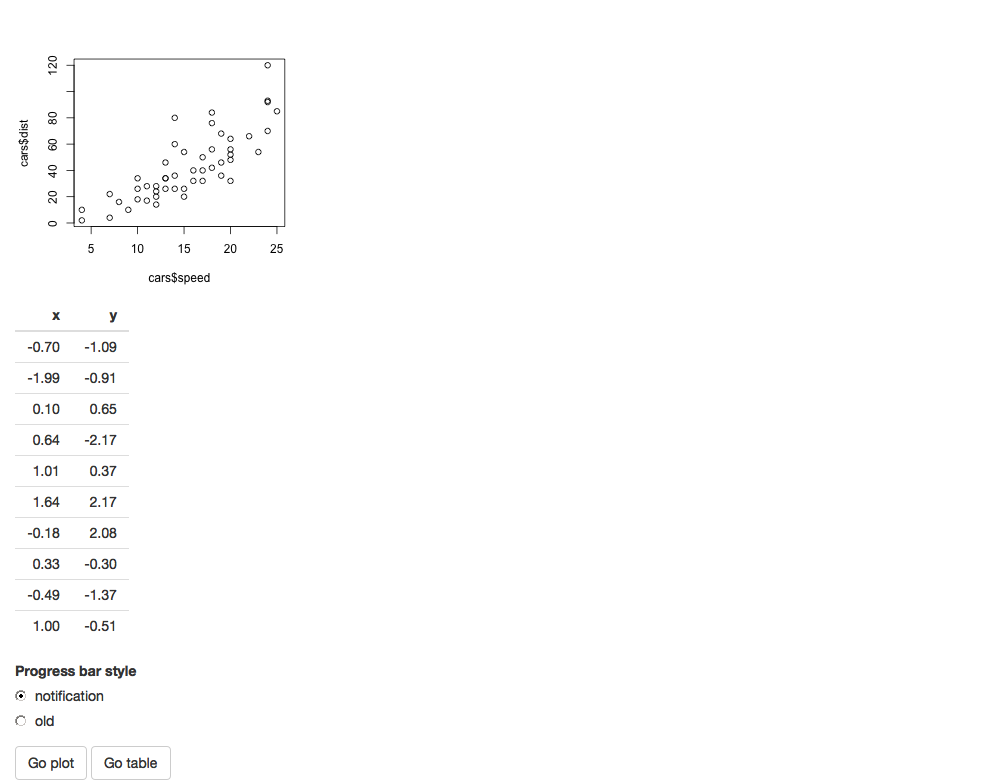 120
80
60
40
20
0
cars$dist
5 10 15 20 25
cars$speed
x y
-0.70 -1.09
-1.99 -0.91
0.10 0.65
0.64 -2.17
1.01 0.37
1.64 2.17
-0.18 2.08
0.33 -0.30
-0.49 -1.37
1.00 -0.51
Progress bar style
notification
old
Go plot Go table